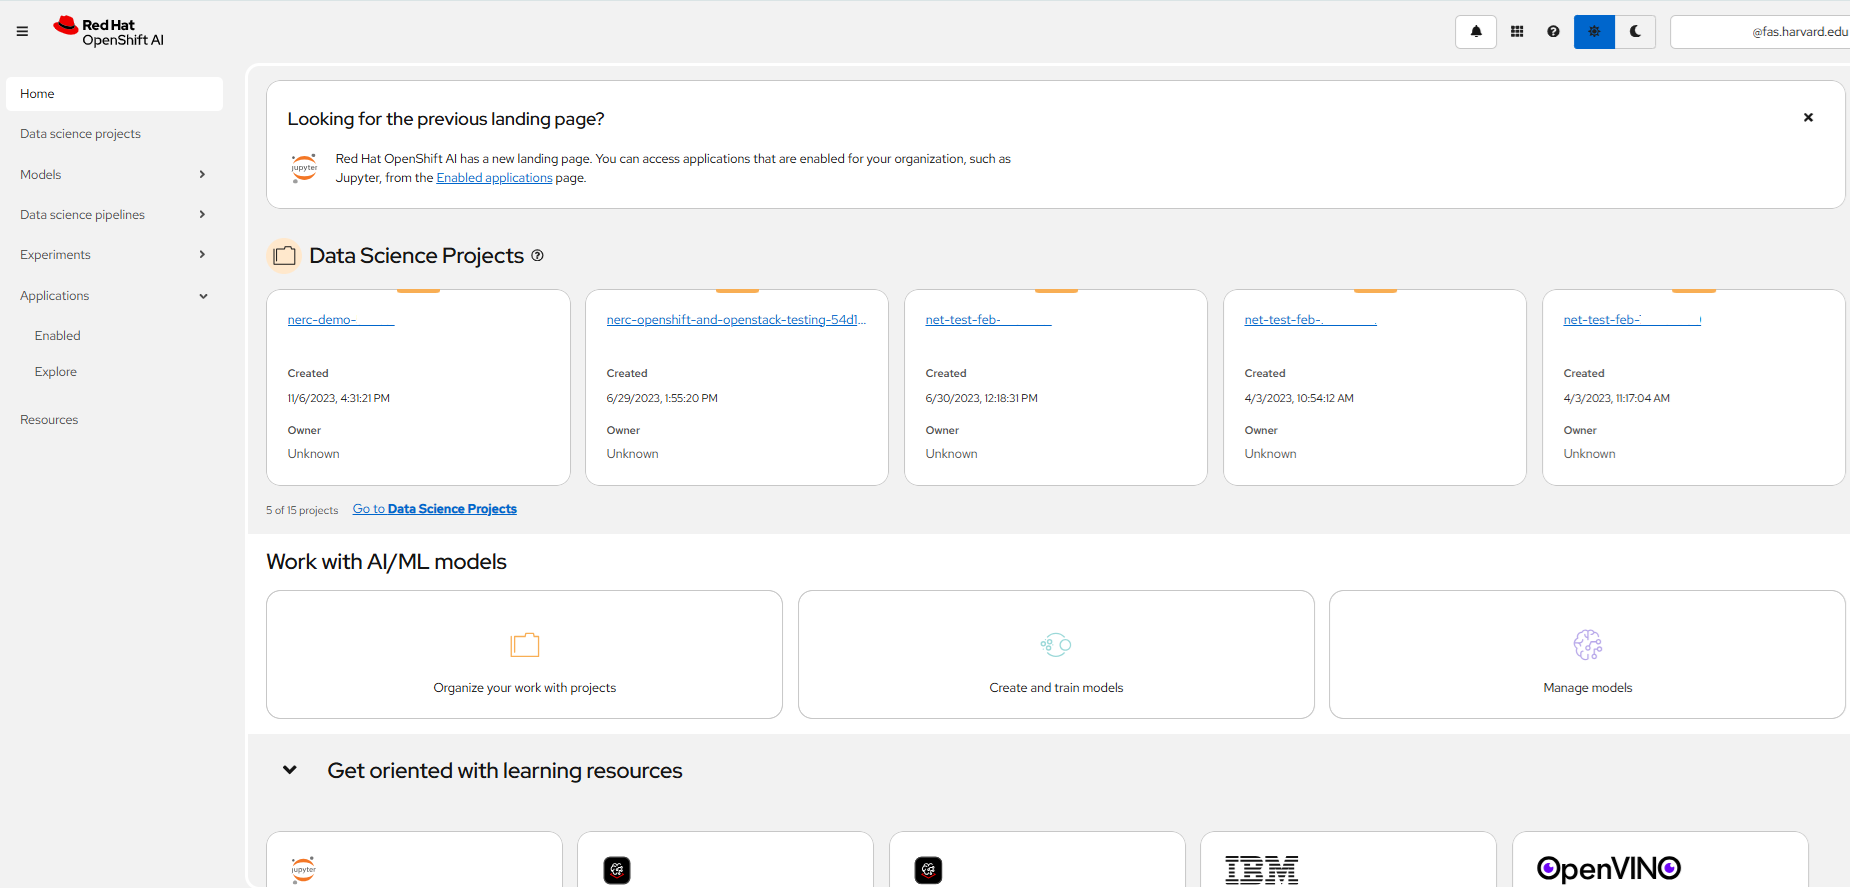 Red Hat
OpenShift AI
@fas.harvard.edu
Home
Data science projects
Models
Data science pipelines
Experiments
Applications
Enabled
Explore
Resources
Looking for the previous landing page?
jupyter
Red Hat OpenShift AI has a new landing page. You can access applications that are enabled for your organization, such as
Jupyter, from the Enabled applications page.
Data Science Projects
nerc-demo-
Created
11/6/2023, 4:31:21 PM
Owner
Unknown
nerc-openshift-and-openstack-testing-54d1...
Created
6/29/2023, 1:55:20 PM
Owner
Unknown
net-test-feb-
Created
6/30/2023, 12:18:31 PM
Owner
Unknown
net-test-feb-
Created
4/3/2023, 10:54:12 AM
Owner
Unknown
net-test-feb-
Created
4/3/2023, 11:17:04 AM
Owner
Unknown
5 of 15 projects Go to Data Science Projects
Work with AI/ML models
Organize your work with projects
Create and train models
Manage models
Get oriented with learning resources
jupyter
IBM
OpenVINO